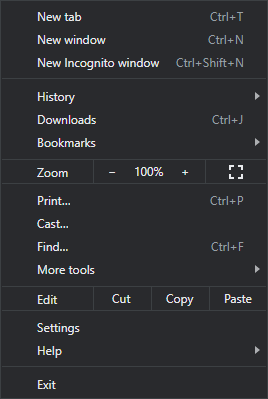 New tab Ctrl+T
New window Ctrl+N
New Incognito window Ctrl+Shift+N
History
Downloads Ctrl+J
Bookmarks
Zoom − 100% +
Print... Ctrl+P
Cast...
Find... Ctrl+F
More tools
Edit Cut Copy Paste
Settings
Help
Exit